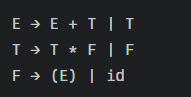 E → E + T | T
T → T * F | F
F → (E) | id